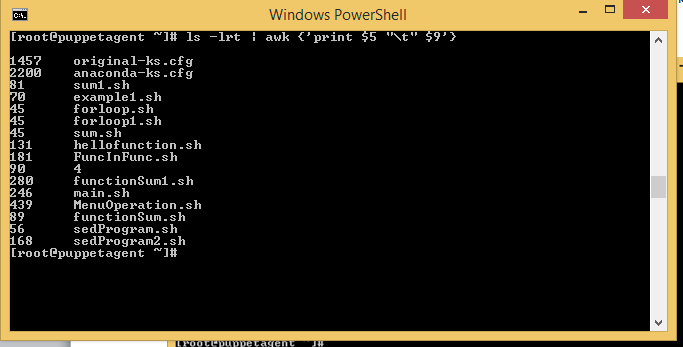 Windows PowerShell
[root@puppetagent ~]# ls -lrt | awk {'print $5 "\t" $9'}
1457 original-ks.cfg
2200 anaconda-ks.cfg
81 sum1.sh
70 example1.sh
45 forloop.sh
45 forloop1.sh
45 sum.sh
131 hellofunction.sh
181 FuncInFunc.sh
90 4
280 functionSum1.sh
246 main.sh
439 MenuOperation.sh
89 functionSum.sh
56 sedProgram.sh
168 sedProgram2.sh
[root@puppetagent ~]#
[root@puppetagent ~]#